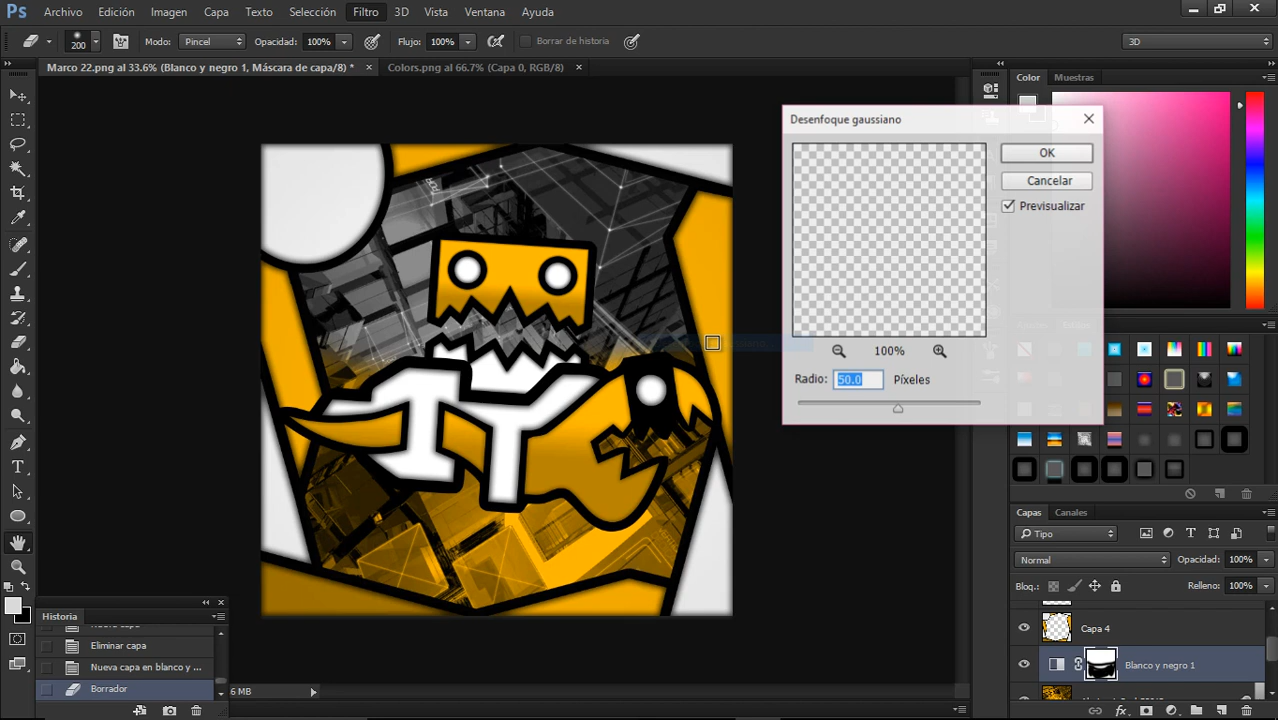 Ps Archivo Edición Imagen Capa Texto Selección Filtro 3D Vista Ventana Ayuda
200 Modo: Pincel Opacidad: 100% Flujo: 100% Borrar de historia 3D
Marco 22.png al 33.6% (Blanco y negro 1, Máscara de capa/8) * Colors.png al 66.7% (Capa 0, RGB/8)
Color Muestras
Desenfoque gaussiano
OK
Cancelar
Previsualizar
100%
Radio: 50.0 Píxeles
TY
Capas Canales
Tipo
Normal Opacidad: 100%
Bloq.: Relleno: 100%
Capa 4
Blanco y negro 1
Historia
Nueva capa
Eliminar capa
Nueva capa en blanco y ...
Borrador
6 MB